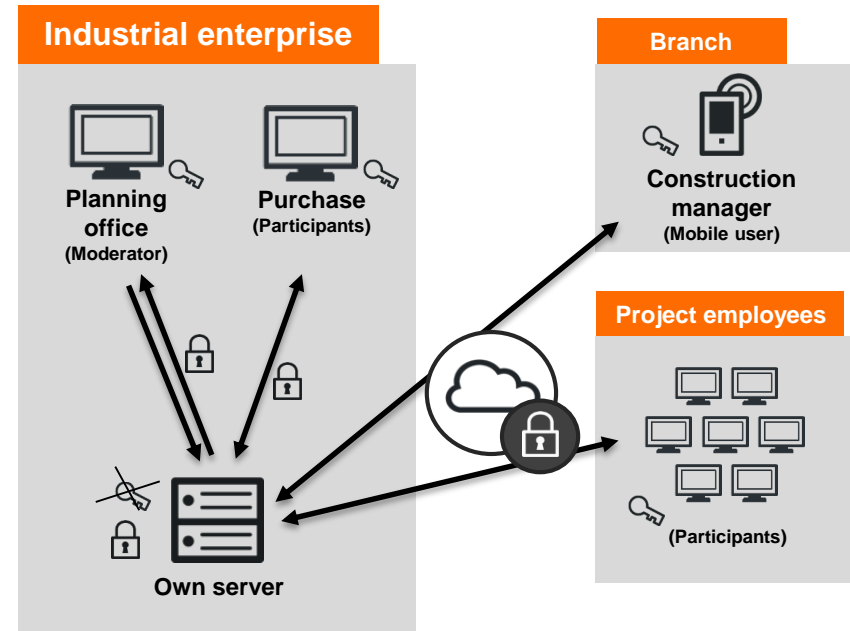 Industrial enterprise
Planning
office
(Moderator)
Purchase
(Participants)
Own server
Branch
Construction
manager
(Mobile user)
Project employees
(Participants)